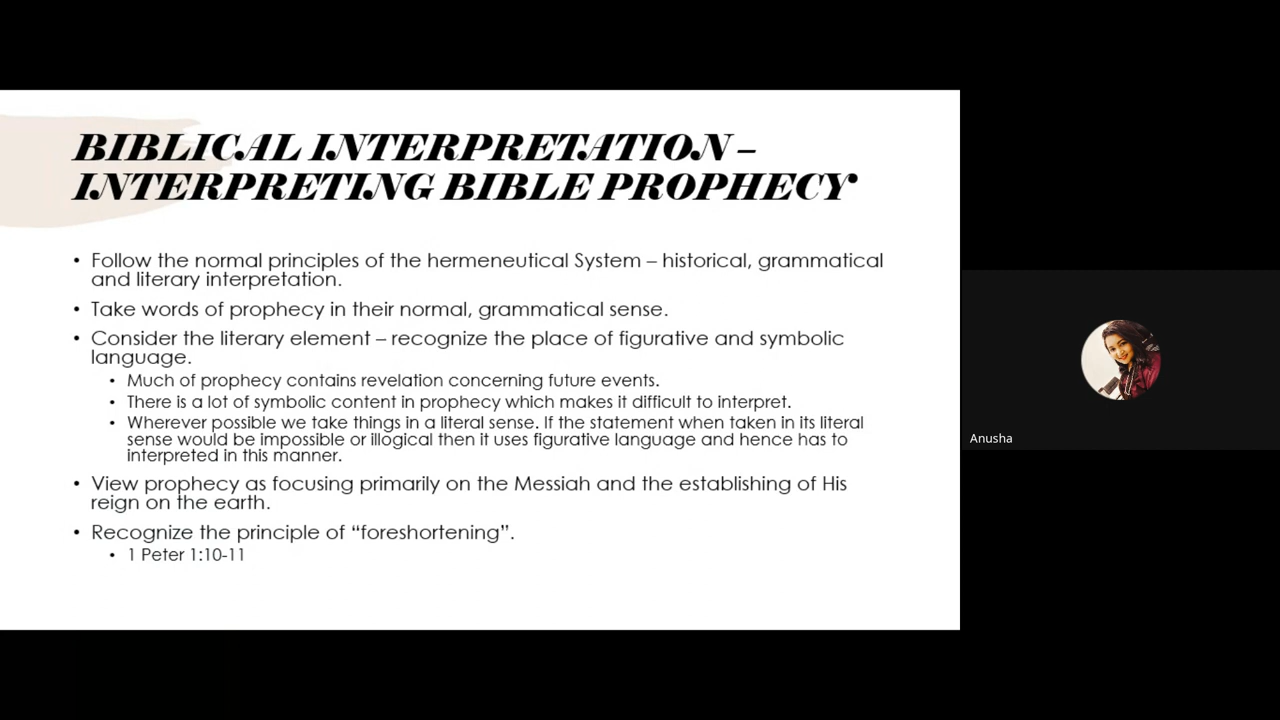 BIBLICAL INTERPRETATION –
INTERPRETING BIBLE PROPHECY
• Follow the normal principles of the hermeneutical System – historical, grammatical
and literary interpretation.
• Take words of prophecy in their normal, grammatical sense.
• Consider the literary element – recognize the place of figurative and symbolic
language.
• Much of prophecy contains revelation concerning future events.
• There is a lot of symbolic content in prophecy which makes it difficult to interpret.
• Wherever possible we take things in a literal sense. If the statement when taken in its literal
sense would be impossible or illogical then it uses figurative language and hence has to
interpreted in this manner.
• View prophecy as focusing primarily on the Messiah and the establishing of His
reign on the earth.
• Recognize the principle of “foreshortening”.
• 1 Peter 1:10-11
Anusha